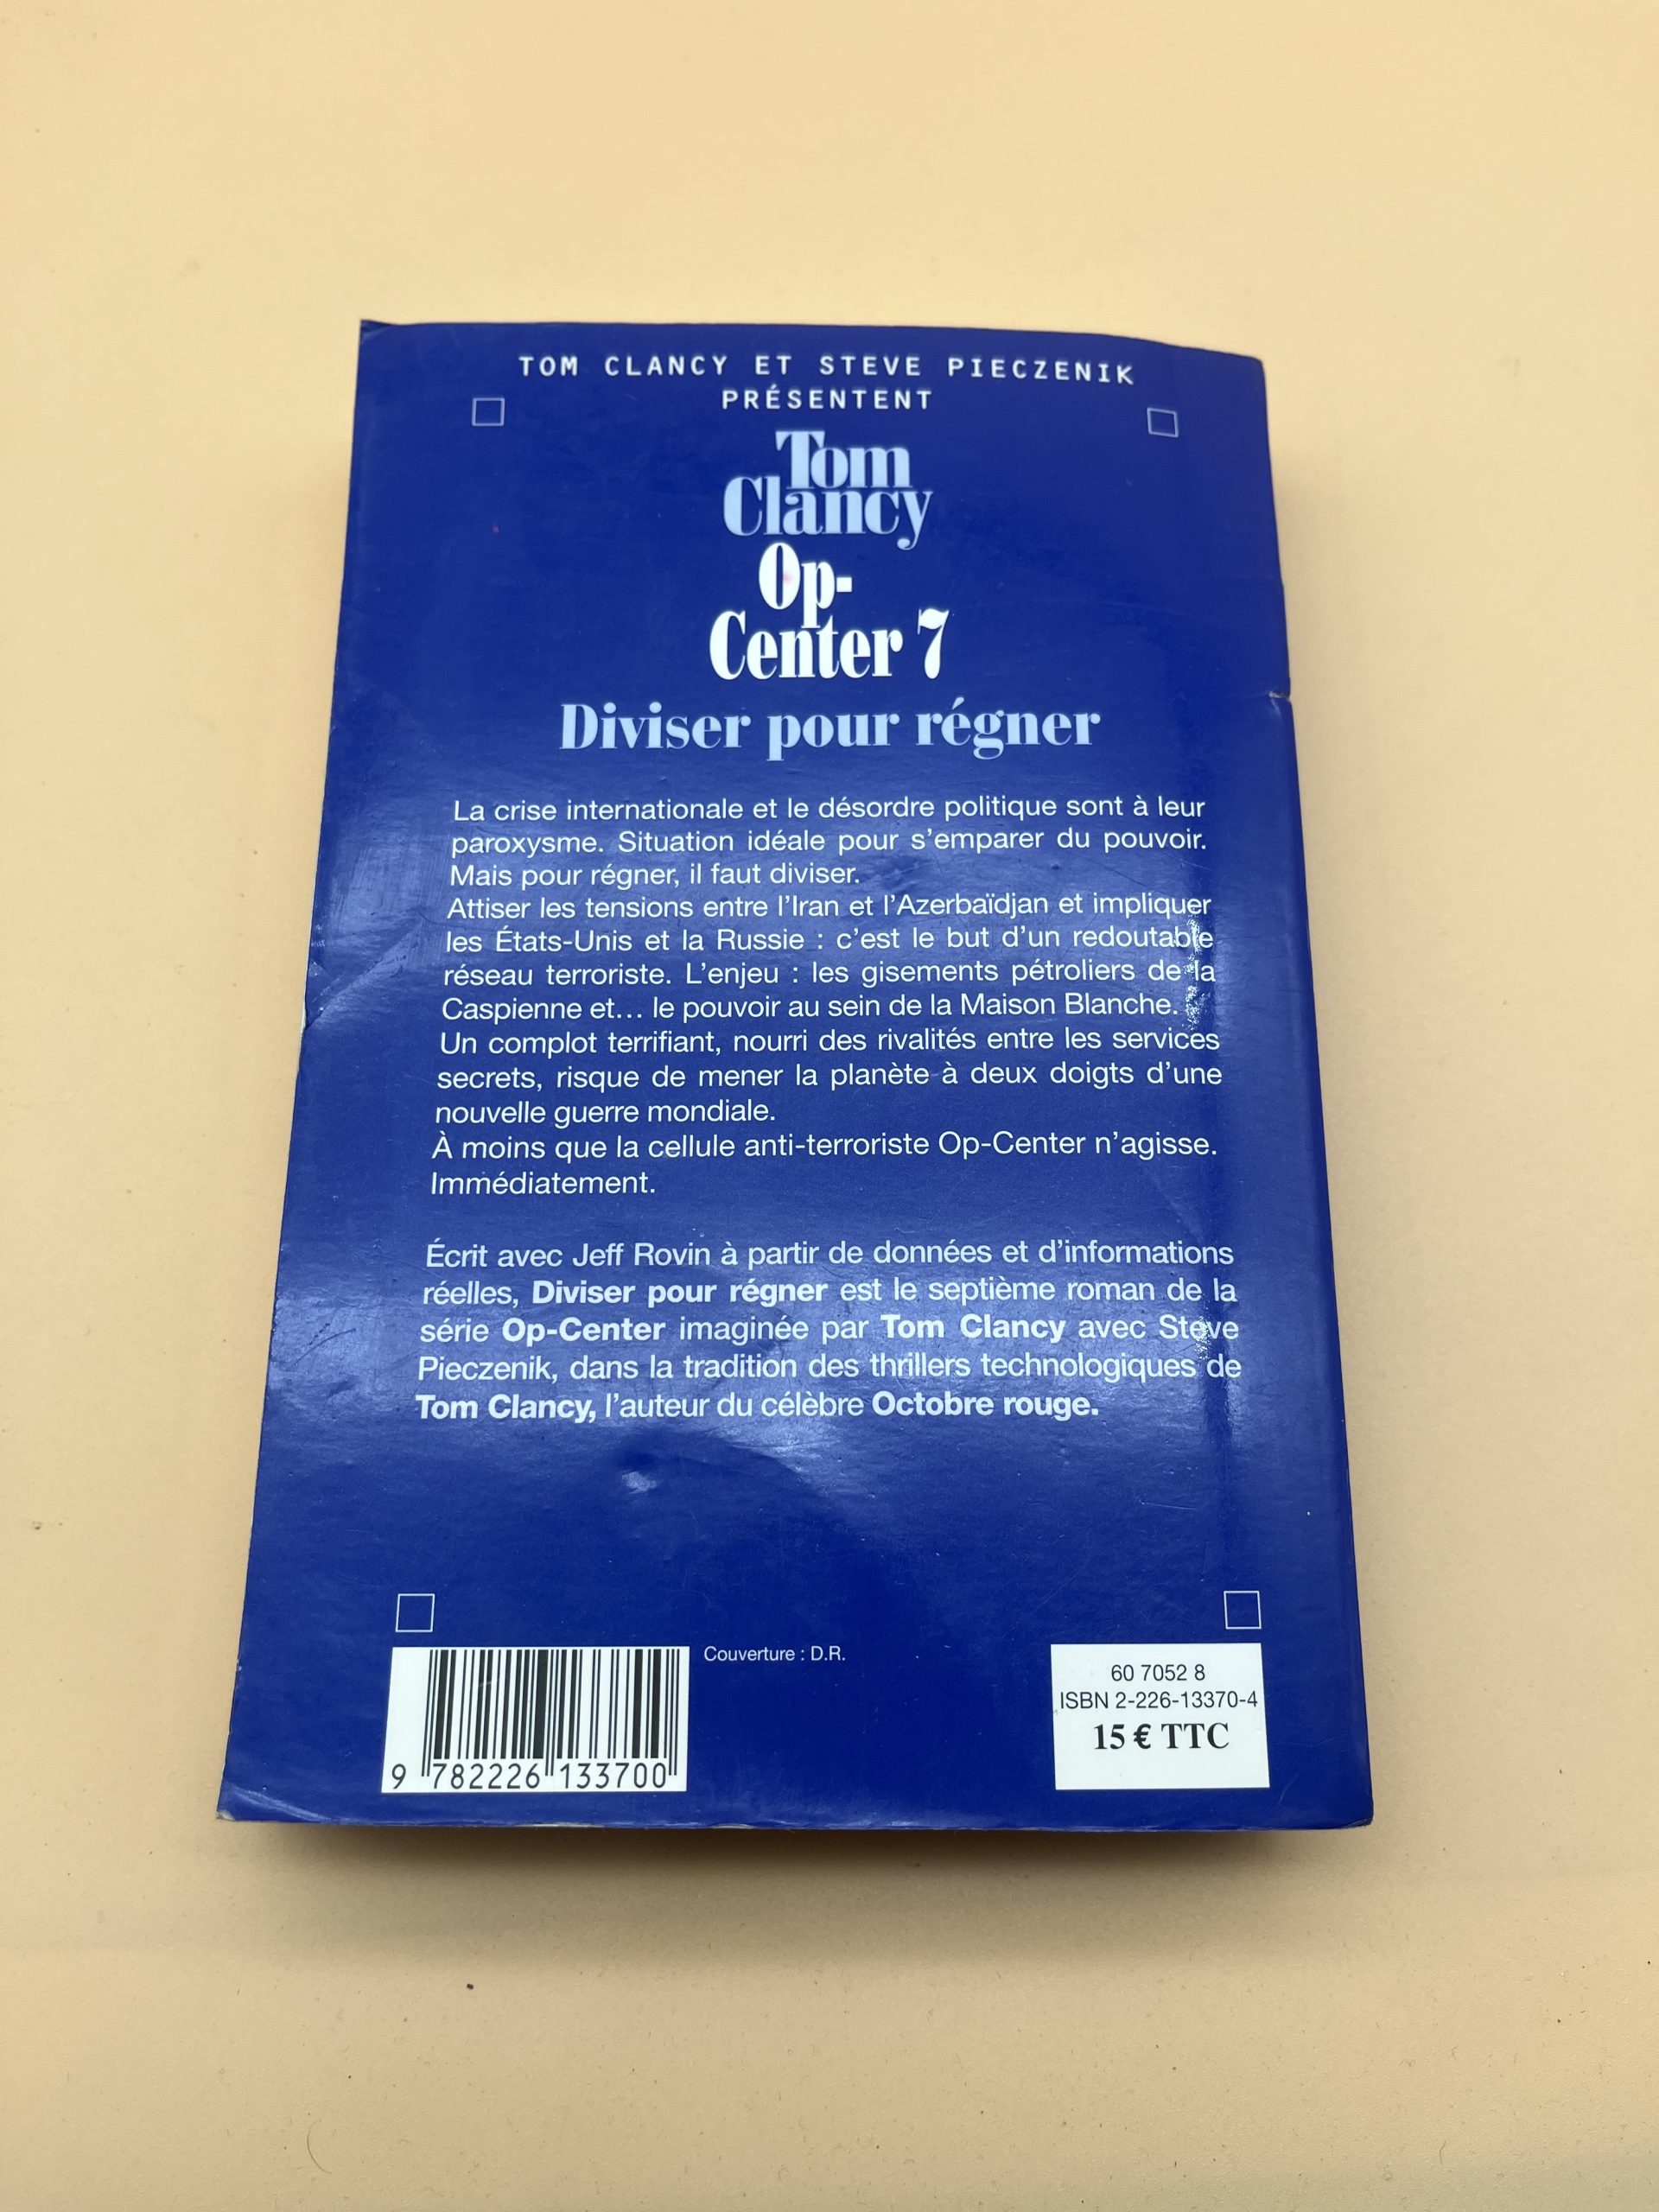 TOM CLANCY ET STEVE PIECZENIK
PRÉSENTENT
Tom
Clancy
Op-
Center 7
Diviser pour régner
La crise internationale et le désordre politique sont à leur
paroxysme. Situation idéale pour s'emparer du pouvoir.
Mais pour régner, il faut diviser.
Attiser les tensions entre l'Iran et l'Azerbaïdjan et impliquer
les États-Unis et la Russie : c'est le but d'un redoutable
réseau terroriste. L'enjeu : les gisements pétroliers de la
Caspienne et... le pouvoir au sein de la Maison Blanche.
Un complot terrifiant, nourri des rivalités entre les services
secrets, risque de mener la planète à deux doigts d'une
nouvelle guerre mondiale.
À moins que la cellule anti-terroriste Op-Center n'agisse.
Immédiatement.
Écrit avec Jeff Rovin à partir de données et d'informations
réelles, Diviser pour régner est le septième roman de la
série Op-Center imaginée par Tom Clancy avec Steve
Pieczenik, dans la tradition des thrillers technologiques de
Tom Clancy, l'auteur du célèbre Octobre rouge.
Couverture : D.R.
9 782226 133700
60 7052 8
ISBN 2-226-13370-4
15 € TTC